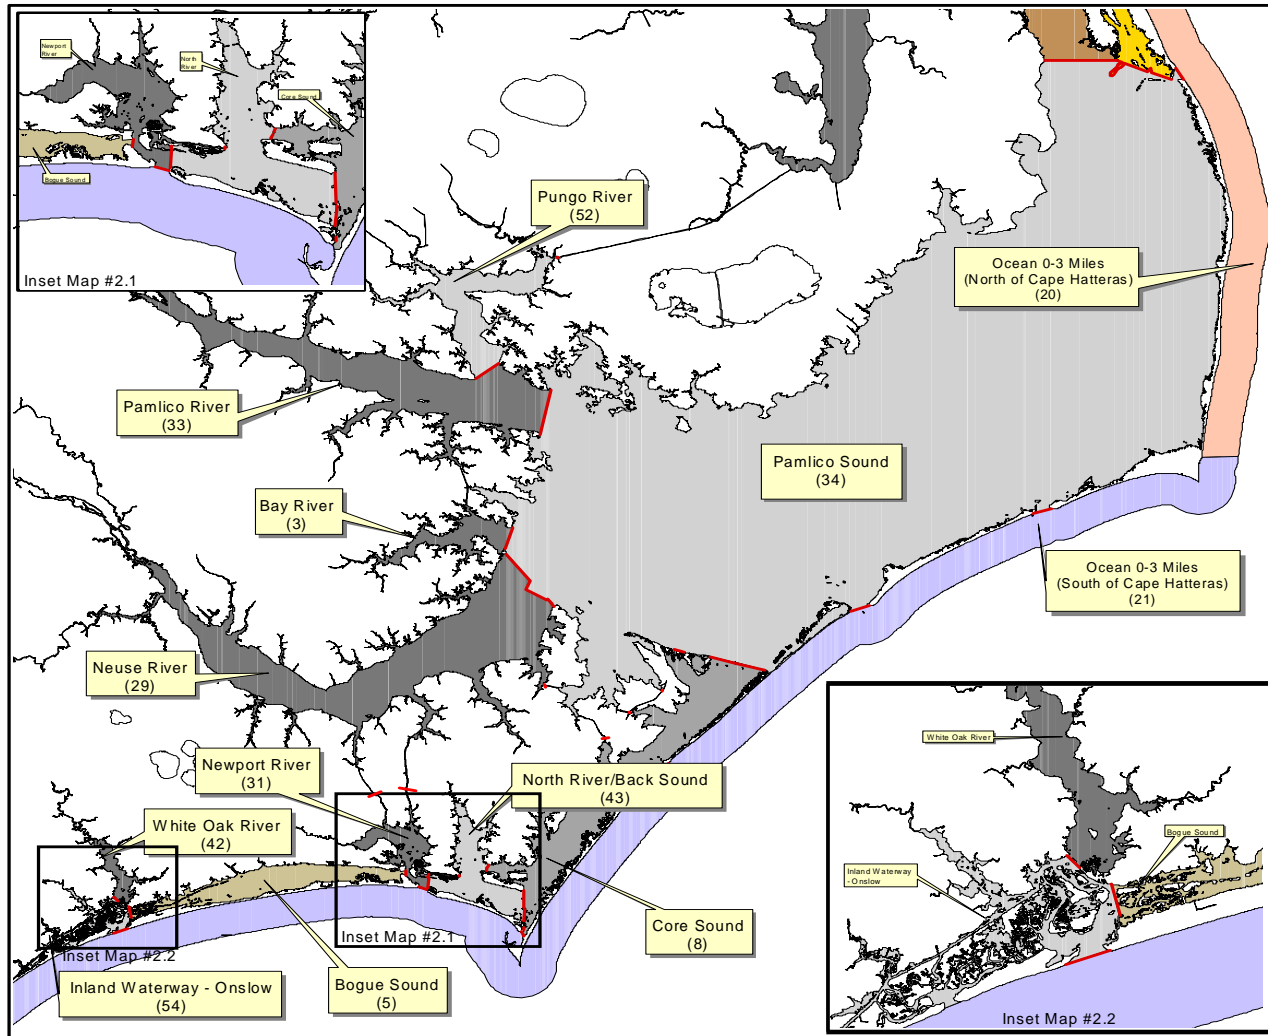 Newport
River
North
River
Core Sound
Bogue Sound
Inset Map #2.1
Pungo River
(52)
Ocean 0-3 Miles
(North of Cape Hatteras)
(20)
Pamlico River
(33)
Pamlico Sound
(34)
Bay River
(3)
Ocean 0-3 Miles
(South of Cape Hatteras)
(21)
Neuse River
(29)
Newport River
(31)
North River/Back Sound
(43)
White Oak River
(42)
Core Sound
(8)
Inset Map #2.1
Inset Map #2.2
Inland Waterway - Onslow
(54)
Bogue Sound
(5)
White Oak River
Bogue Sound
Inland Waterway
- Onslow
Inset Map #2.2